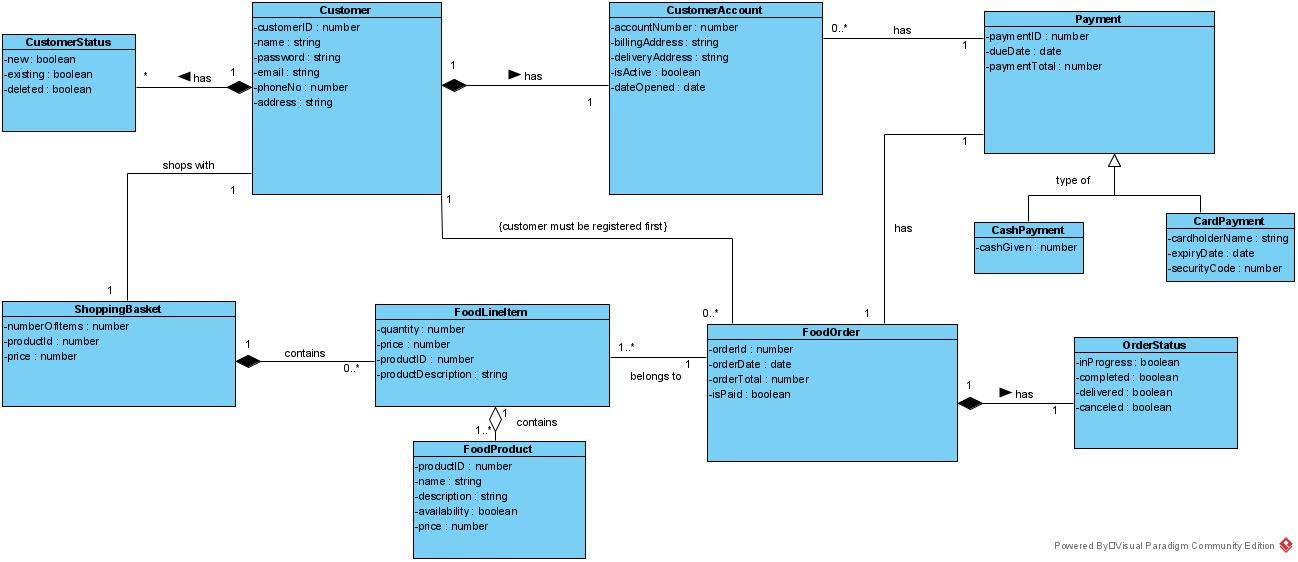 Customer
-customerID : number
-name : string
-password : string
-email : string
-phoneNo : number
-address : string
CustomerAccount
-accountNumber : number
-billingAddress : string
-deliveryAddress : string
-isActive : boolean
-dateOpened : date
Payment
-paymentID : number
-dueDate : date
-paymentTotal : number
CustomerStatus
-new : boolean
-existing : boolean
-deleted : boolean
* has 1
1 has 1
0..* has 1
shops with
1
1
1
{customer must be registered first}
0..*
1
has
1
type of
CashPayment
-cashGiven : number
CardPayment
-cardholderName : string
-expiryDate : date
-securityCode : number
ShoppingBasket
-numberOfItems : number
-productId : number
-price : number
1 contains 0..*
FoodLineItem
-quantity : number
-price : number
-productID : number
-productDescription : string
1..*
belongs to 1
FoodOrder
-orderId : number
-orderDate : date
-orderTotal : number
-isPaid : boolean
1 has 1
OrderStatus
-inProgress : boolean
-completed : boolean
-delivered : boolean
-canceled : boolean
1
1..* contains
FoodProduct
-productID : number
-name : string
-description : string
-availability : boolean
-price : number
Powered By Visual Paradigm Community Edition